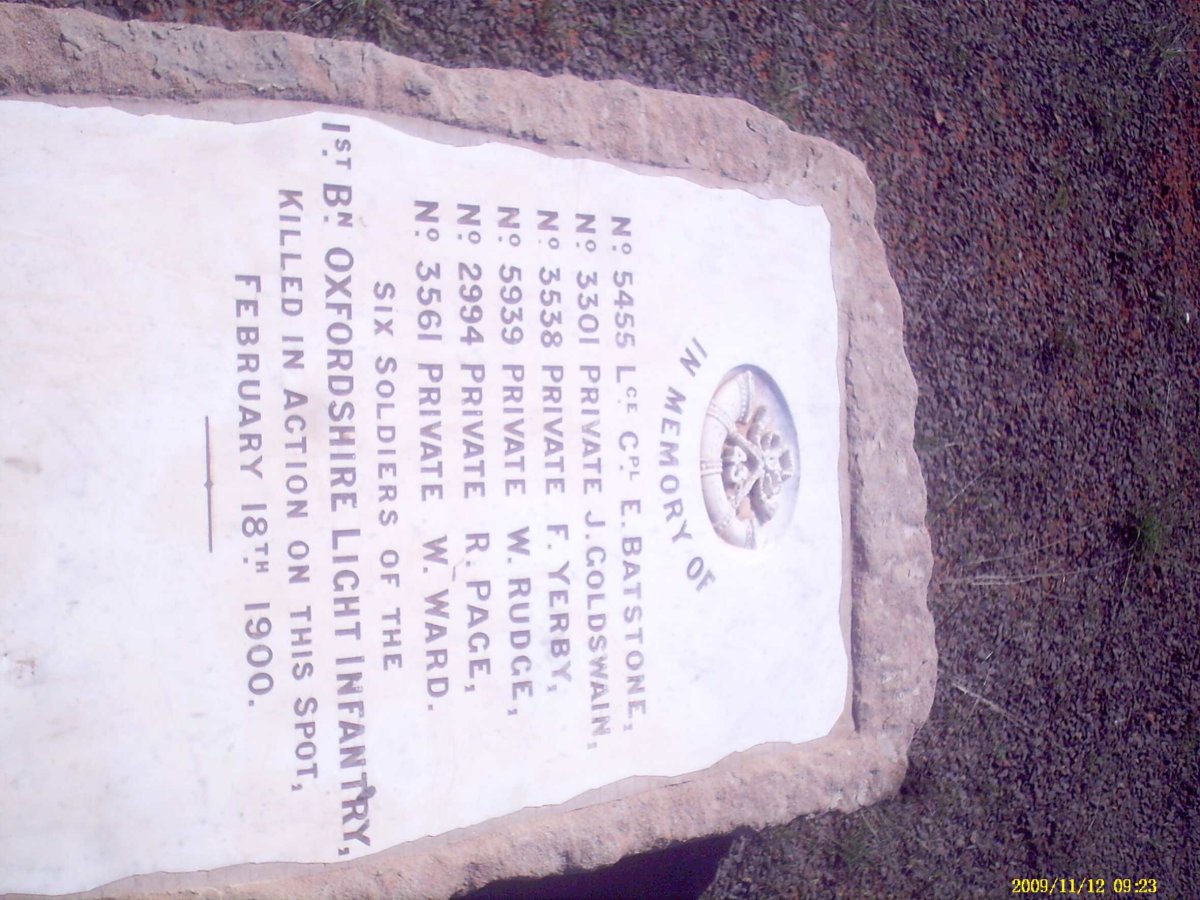 IN MEMORY OF
No. 5455 LCE CPL E. BATSTONE,
No. 3301 PRIVATE J. GOLDSWAIN,
No. 3538 PRIVATE F. YERBY,
No. 5939 PRIVATE W. RUDGE,
No. 2994 PRIVATE R. PAGE,
No. 3561 PRIVATE W. WARD.
SIX SOLDIERS OF THE
1ST. BN. OXFORDSHIRE LIGHT INFANTRY,
KILLED IN ACTION ON THIS SPOT,
FEBRUARY 18TH. 1900.
2009/11/12 09:23